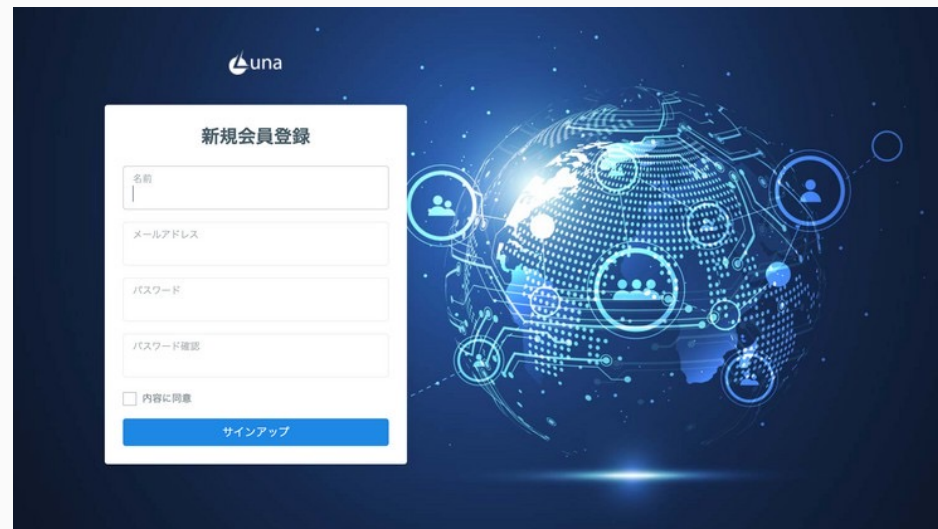 Luna
新規会員登録
名前
メールアドレス
パスワード
パスワード確認
内容に同意
サインアップ